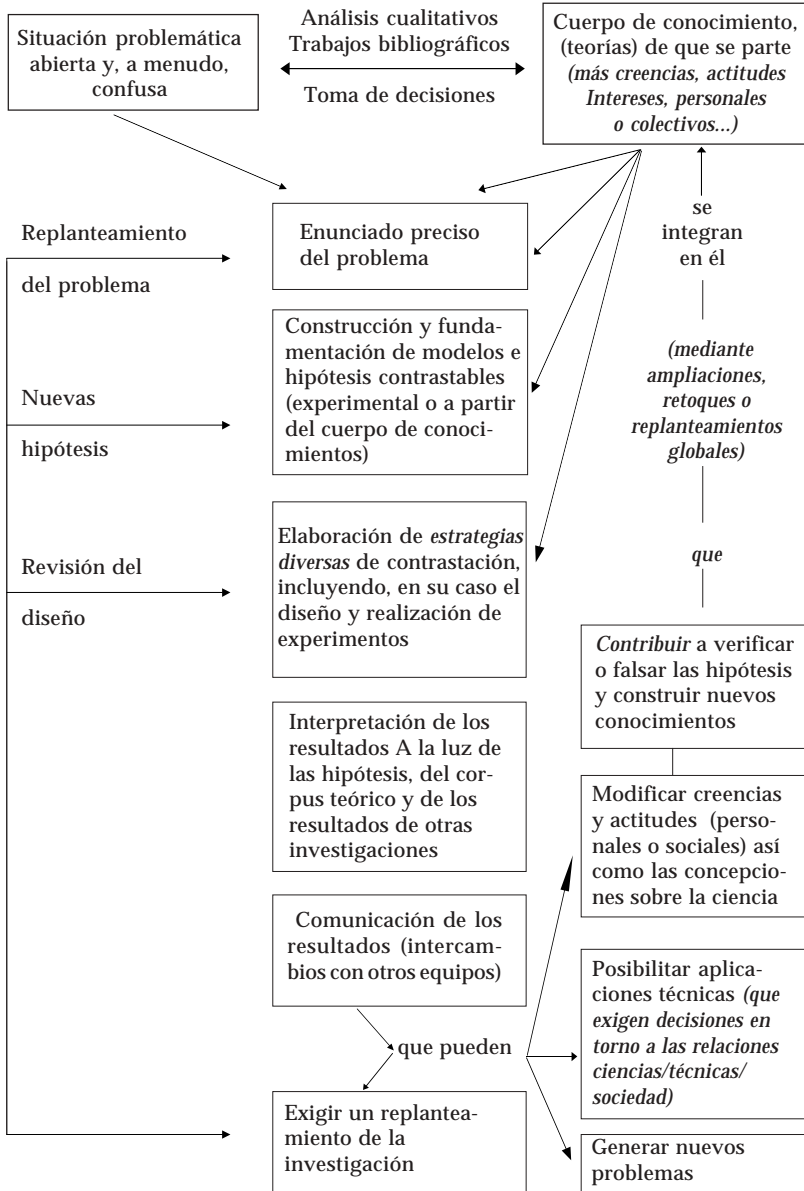 Situación problemática
abierta y, a menudo,
confusa
Análisis cualitativos
Trabajos bibliográficos
Toma de decisiones
Cuerpo de conocimiento,
(teorías) de que se parte
(más creencias, actitudes
Intereses, personales
o colectivos...)
Replanteamiento
del problema
Enunciado preciso
del problema
se
integran
en él
Nuevas
hipótesis
Construcción y funda-
mentación de modelos e
hipótesis contrastables
(experimental o a partir
del cuerpo de conoci-
mientos)
(mediante
ampliaciones,
retoques o
replanteamientos
globales)
Revisión del
diseño
Elaboración de estrategias
diversas de contrastación,
incluyendo, en su caso el
diseño y realización de
experimentos
que
Contribuir a verificar
o falsar las hipótesis
y construir nuevos
conocimientos
Interpretación de los
resultados A la luz de
las hipótesis, del cor-
pus teórico y de los
resultados de otras
investigaciones
Modificar creencias
y actitudes (perso-
nales o sociales) así
como las concepcio-
nes sobre la ciencia
Comunicación de los
resultados (intercam-
bios con otros equipos)
que pueden
Posibilitar aplica-
ciones técnicas (que
exigen decisiones en
torno a las relaciones
ciencias/técnicas/
sociedad)
Exigir un replantea-
miento de la
investigación
Generar nuevos
problemas